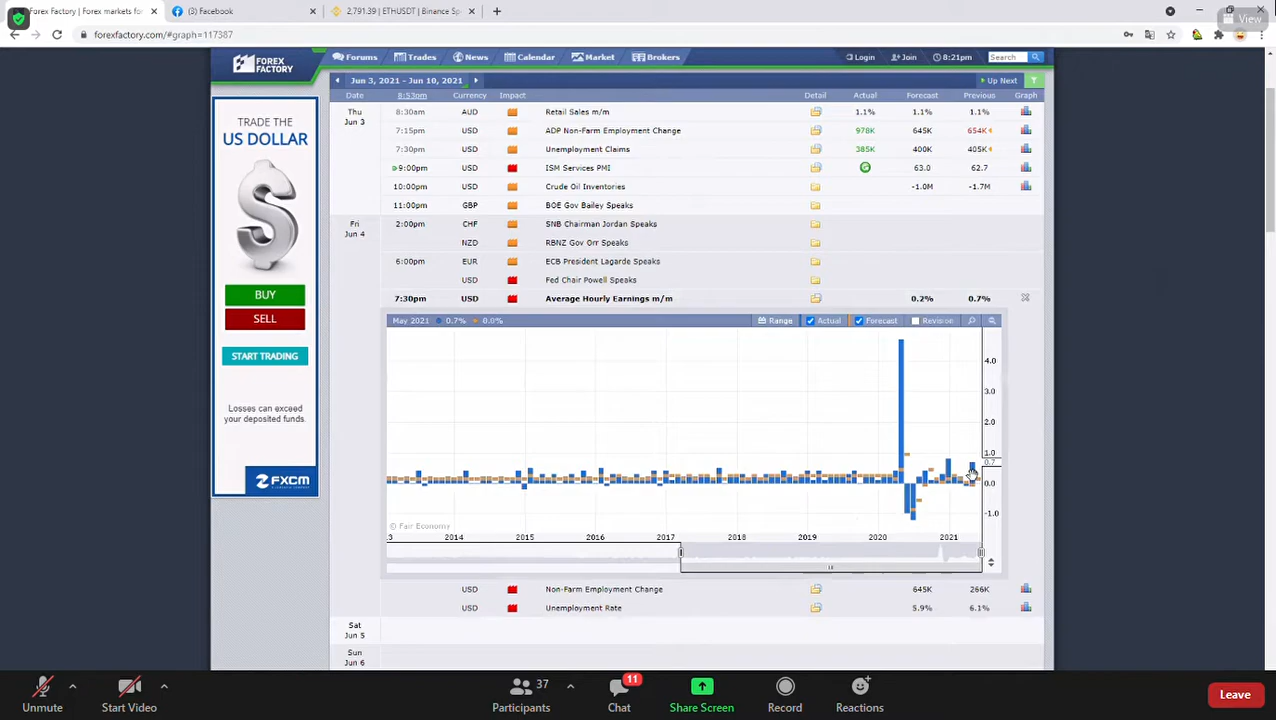 Forex Factory | Forex markets for
(3) Facebook
2,791.39 | ETHUSDT | Binance Sp
View
forexfactory.com/#graph=117387
FOREX FACTORY
Forums
Trades
News
Calendar
Market
Brokers
Login
Join
8:21pm
Search
Jun 3, 2021 - Jun 10, 2021
Up Next
Date 8:53pm Currency Impact Detail Actual Forecast Previous Graph
Thu Jun 3 8:30am AUD Retail Sales m/m 1.1% 1.1% 1.1%
7:15pm USD ADP Non-Farm Employment Change 978K 645K 654K
7:30pm USD Unemployment Claims 385K 400K 405K
9:00pm USD ISM Services PMI 63.0 62.7
10:00pm USD Crude Oil Inventories -1.0M -1.7M
11:00pm GBP BOE Gov Bailey Speaks
Fri Jun 4 2:00pm CHF SNB Chairman Jordan Speaks
NZD RBNZ Gov Orr Speaks
6:00pm EUR ECB President Lagarde Speaks
USD Fed Chair Powell Speaks
7:30pm USD Average Hourly Earnings m/m 0.2% 0.7%
May 2021 0.7% 0.0% Range Actual Forecast Revision
4.0
3.0
2.0
1.0
0.7
0.0
-1.0
© Fair Economy
3 2014 2015 2016 2017 2018 2019 2020 2021
USD Non-Farm Employment Change 645K 266K
USD Unemployment Rate 5.9% 6.1%
Sat Jun 5
Sun Jun 6
TRADE THE
US DOLLAR
BUY
SELL
START TRADING
Losses can exceed
your deposited funds.
FXCM
Unmute
Start Video
37
Participants
11
Chat
Share Screen
Record
Reactions
Leave